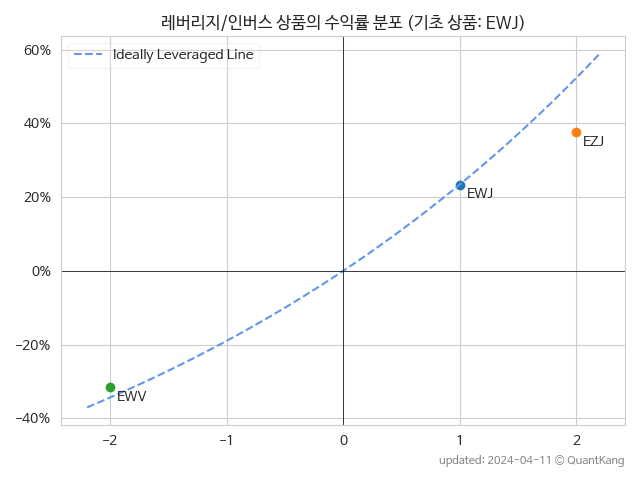 레버리지/인버스 상품의 수익률 분포 (기초 상품: EWJ)
60%
Ideally Leveraged Line
40%
EZJ
20%
EWJ
0%
−20%
EWV
−40%
−2 −1 0 1 2
updated: 2024-04-11 © QuantKang